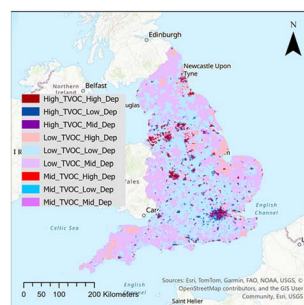 Edinburgh
N
Newcastle Upon
Tyne
Northern
Ireland
Belfast
uglas
High_TVOC_High_Dep
High_TVOC_Low_Dep
High_TVOC_Mid_Dep
Low_TVOC_High_Dep
Low_TVOC_Low_Dep
Low_TVOC_Mid_Dep
Mid_TVOC_High_Dep
Mid_TVOC_Low_Dep
Mid_TVOC_Mid_Dep
Celtic Sea
English
Channel
English
Channel
Sources: Esri, TomTom, Garmin, FAO, NOAA, USGS, ©
OpenStreetMap contributors, and the GIS User
Community, Esri, USGS
0 50 100 200 Kilometers
Saint Helier